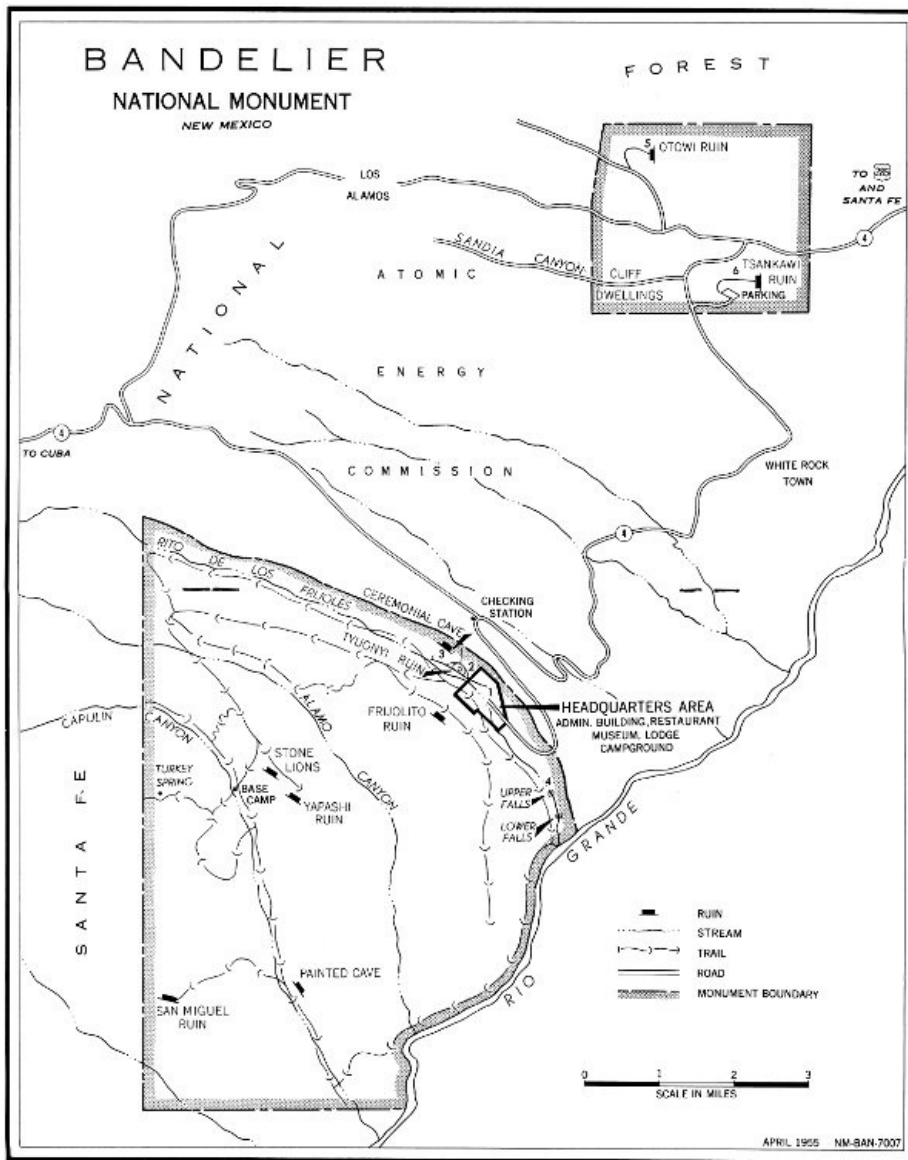 BANDELIER
NATIONAL MONUMENT
NEW MEXICO
FOREST
5
OTOWI RUIN
LOS
ALAMOS
TO 285
AND
SANTA FE
4
SANDIA CANYON
CLIFF
DWELLINGS
6
TSANKAWI
RUIN
PARKING
NATIONAL
ATOMIC
ENERGY
COMMISSION
4
TO CUBA
WHITE ROCK
TOWN
4
RITO DE LOS FRIJOLES
CEREMONIAL CAVE
CHECKING
STATION
3
2
TYUONYI RUIN
HEADQUARTERS AREA
ADMIN. BUILDING, RESTAURANT
MUSEUM, LODGE
CAMPGROUND
FRIJOLITO
RUIN
ALAMO
CANYON
CAPULIN
CANYON
STONE
LIONS
TURKEY
SPRING
BASE
CAMP
YAPASHI
RUIN
4
UPPER
FALLS
LOWER
FALLS
RIO GRANDE
SANTA FE
PAINTED CAVE
SAN MIGUEL
RUIN
RUIN
STREAM
TRAIL
ROAD
MONUMENT BOUNDARY
0 1 2 3
SCALE IN MILES
APRIL 1955 NM-BAN-7007